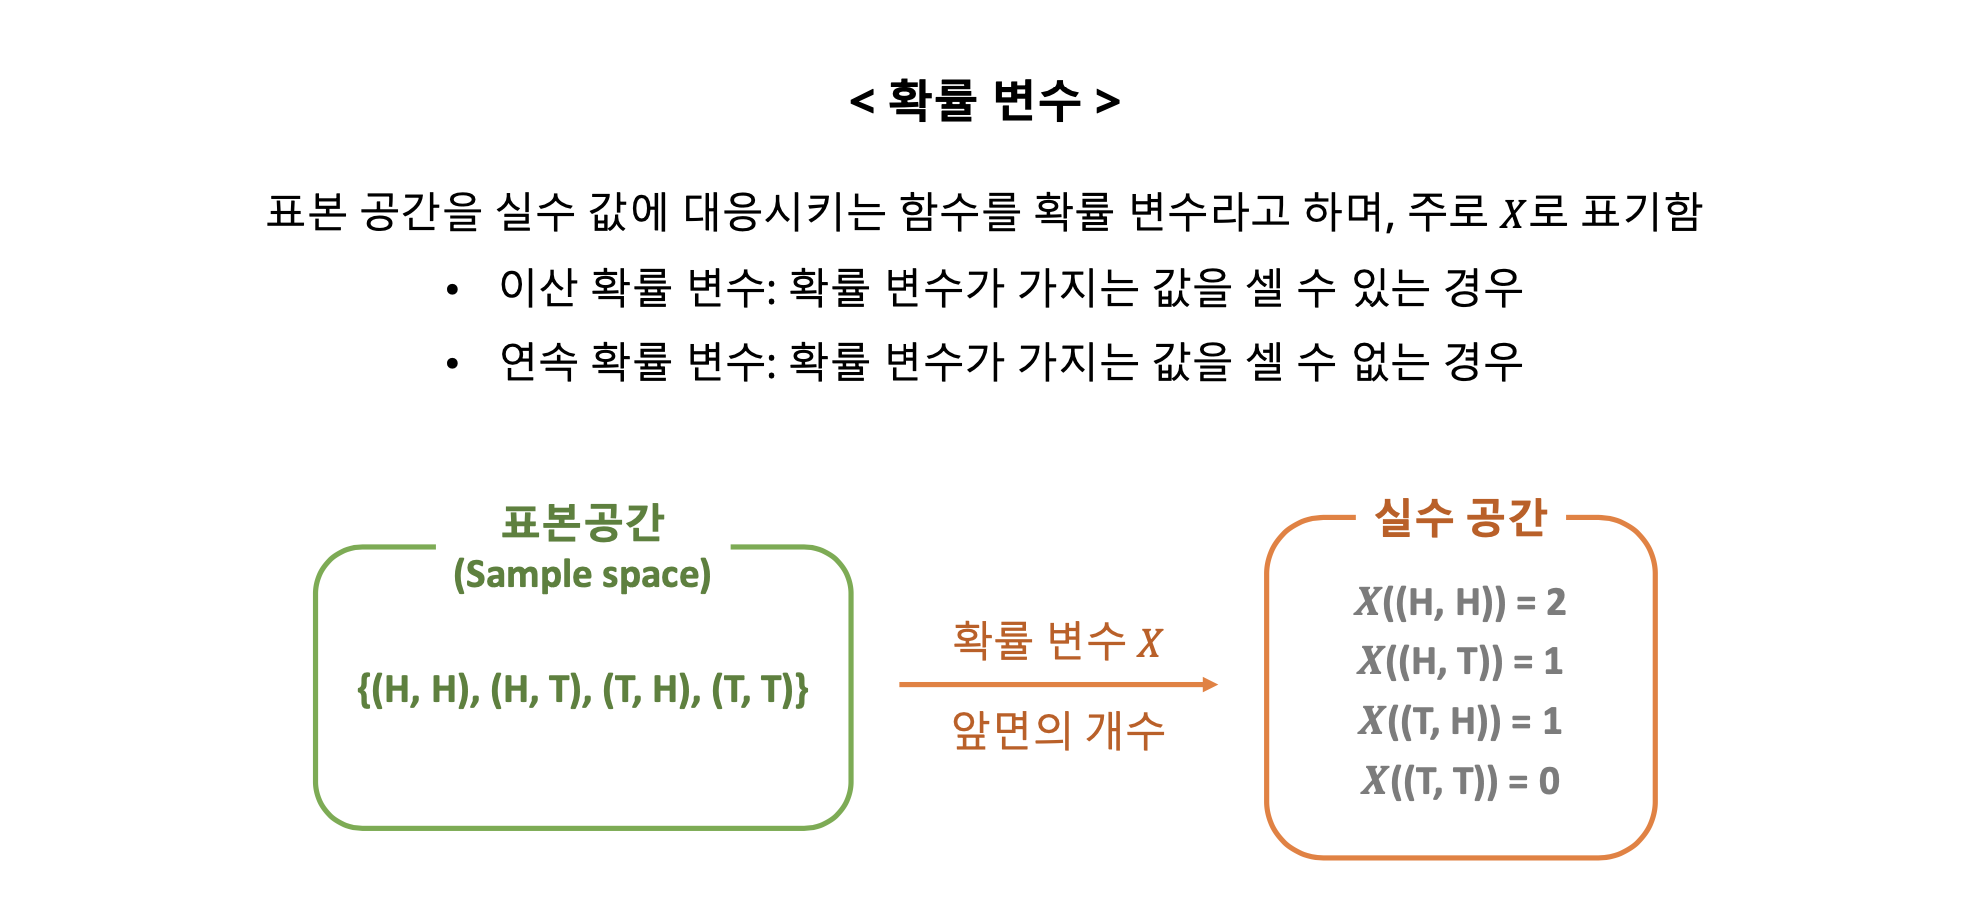 < 확률 변수 >
표본 공간을 실수 값에 대응시키는 함수를 확률 변수라고 하며, 주로 X로 표기함
• 이산 확률 변수: 확률 변수가 가지는 값을 셀 수 있는 경우
• 연속 확률 변수: 확률 변수가 가지는 값을 셀 수 없는 경우
표본공간
(Sample space)
{(H, H), (H, T), (T, H), (T, T)}
확률 변수 X
앞면의 개수
실수 공간
X((H, H)) = 2
X((H, T)) = 1
X((T, H)) = 1
X((T, T)) = 0